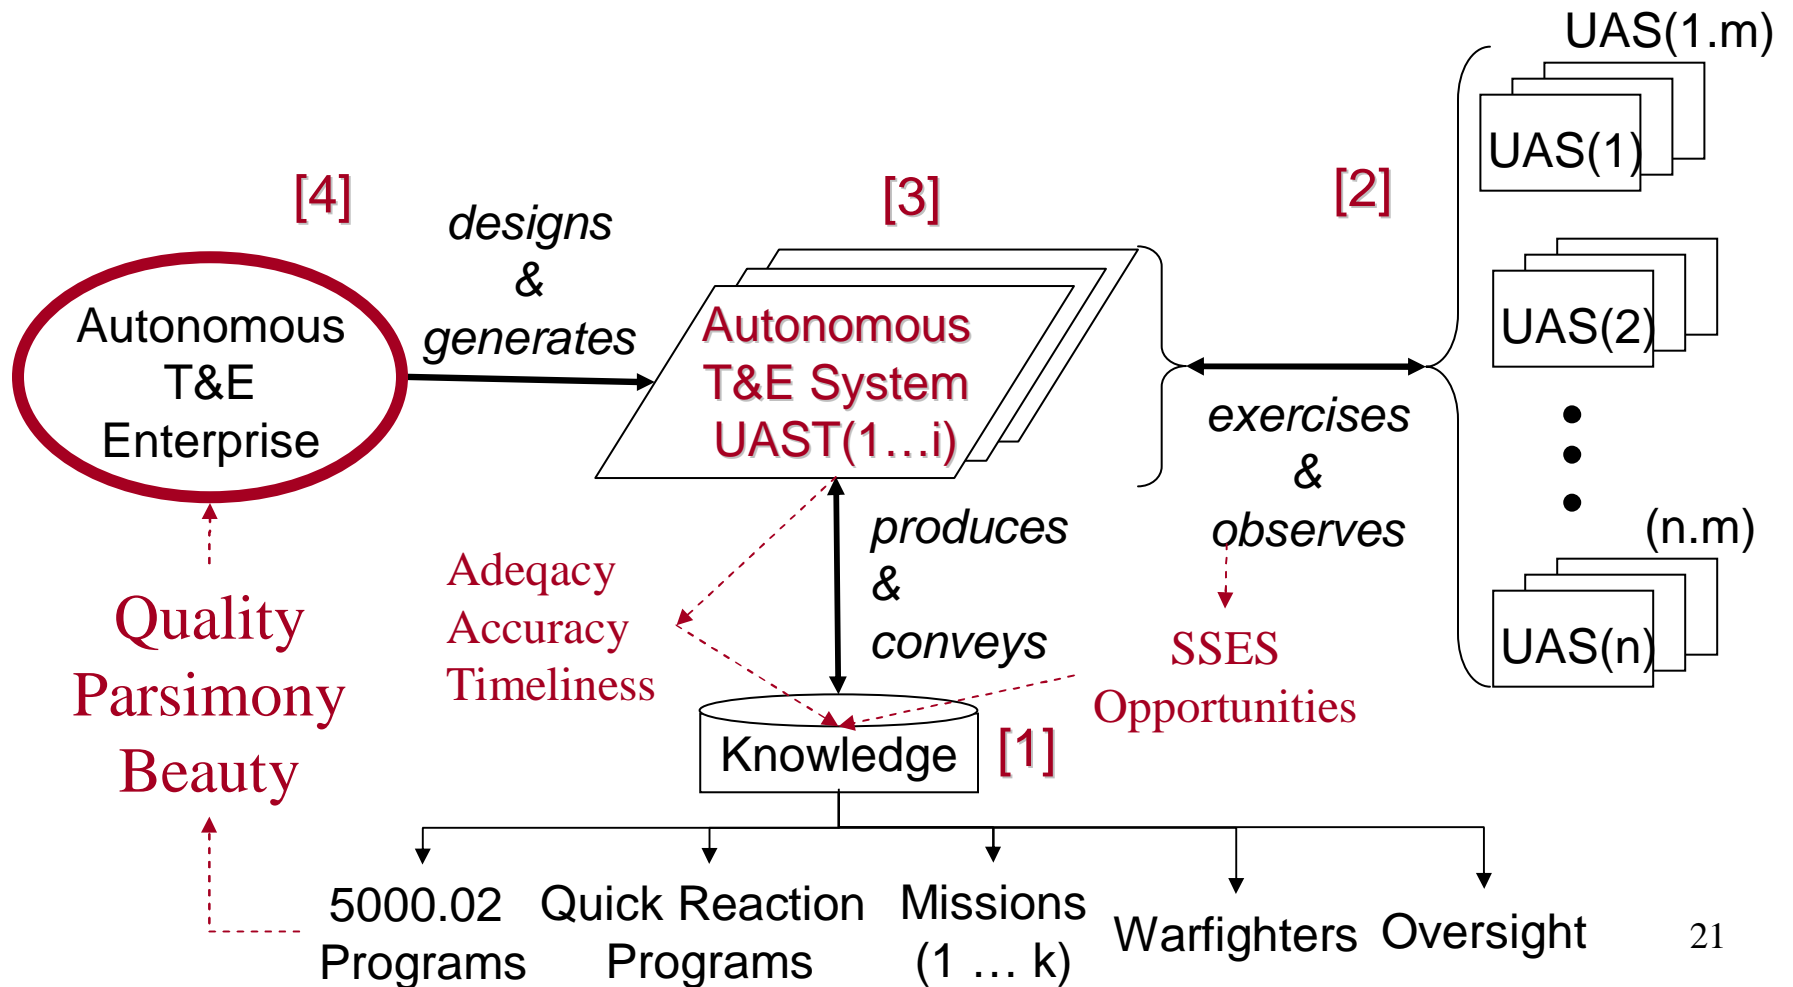 UAS(1.m)
UAS(1)
[4]
[3]
[2]
designs
&
generates
Autonomous
T&E
Enterprise
Autonomous
T&E System
UAST(1…i)
UAS(2)
exercises
&
observes
produces
&
conveys
(n.m)
UAS(n)
Adeqacy
Accuracy
Timeliness
Quality
Parsimony
Beauty
SSES
Opportunities
Knowledge
[1]
5000.02
Programs
Quick Reaction
Programs
Missions
(1 … k)
Warfighters
Oversight
21